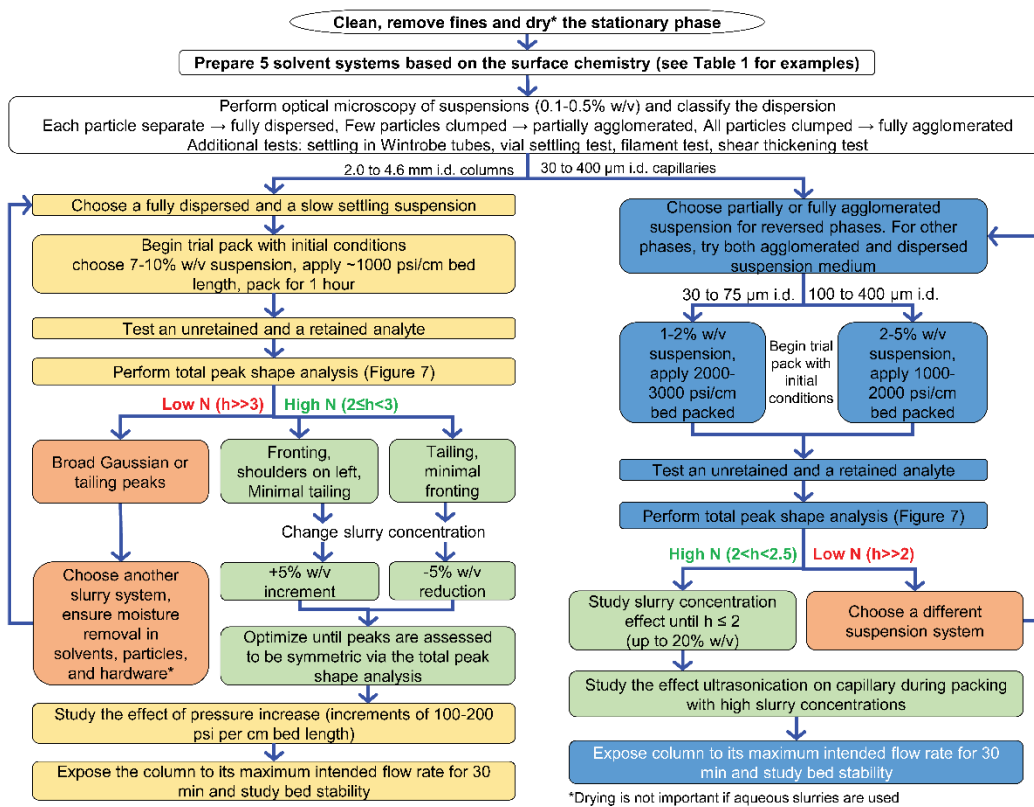 Clean, remove fines and dry* the stationary phase
Prepare 5 solvent systems based on the surface chemistry (see Table 1 for examples)
Perform optical microscopy of suspensions (0.1-0.5% w/v) and classify the dispersion
Each particle separate → fully dispersed, Few particles clumped → partially agglomerated, All particles clumped → fully agglomerated
Additional tests: settling in Wintrobe tubes, vial settling test, filament test, shear thickening test
2.0 to 4.6 mm i.d. columns
30 to 400 µm i.d. capillaries
Choose a fully dispersed and a slow settling suspension
Begin trial pack with initial conditions
choose 7-10% w/v suspension, apply ~1000 psi/cm bed
length, pack for 1 hour
Test an unretained and a retained analyte
Perform total peak shape analysis (Figure 7)
Low N (h>>3)
High N (2≤h<3)
Broad Gaussian or
tailing peaks
Fronting,
shoulders on left,
Minimal tailing
Tailing,
minimal
fronting
Change slurry concentration
Choose another
slurry system,
ensure moisture
removal in
solvents, particles,
and hardware*
+5% w/v
increment
-5% w/v
reduction
Optimize until peaks are assessed
to be symmetric via the total peak
shape analysis
Study the effect of pressure increase (increments of 100-200
psi per cm bed length)
Expose the column to its maximum intended flow rate for 30
min and study bed stability
Choose partially or fully agglomerated
suspension for reversed phases. For other
phases, try both agglomerated and dispersed
suspension medium
30 to 75 µm i.d.
100 to 400 µm i.d.
1-2% w/v
suspension,
apply 2000-
3000 psi/cm
bed packed
Begin trial
pack with
initial
conditions
2-5% w/v
suspension,
apply 1000-
2000 psi/cm
bed packed
Test an unretained and a retained analyte
Perform total peak shape analysis (Figure 7)
High N (2<h<2.5)
Low N (h>>2)
Study slurry concentration
effect until h ≤ 2
(up to 20% w/v)
Choose a different
suspension system
Study the effect ultrasonication on capillary during packing
with high slurry concentrations
Expose column to its maximum intended flow rate for 30
min and study bed stability
*Drying is not important if aqueous slurries are used